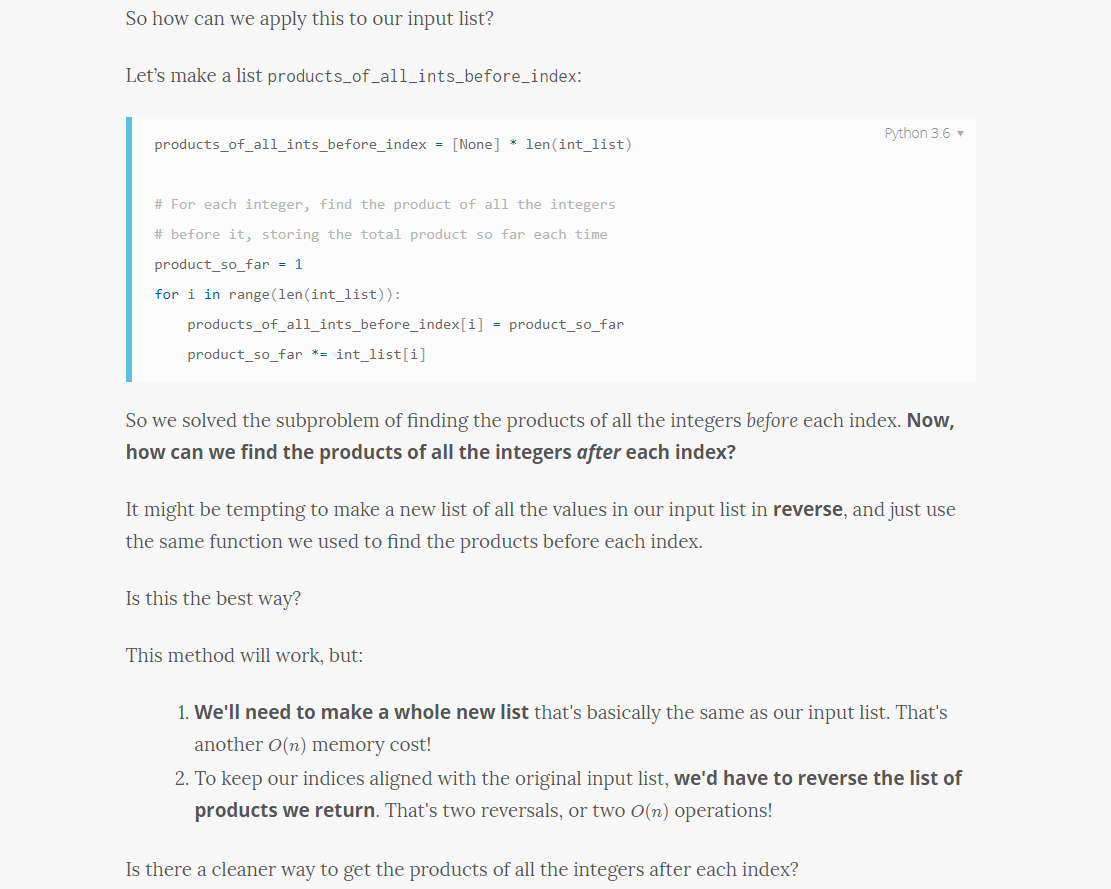 So how can we apply this to our input list?
Let’s make a list products_of_all_ints_before_index:
Python 3.6 ▾
products_of_all_ints_before_index = [None] * len(int_list)
# For each integer, find the product of all the integers
# before it, storing the total product so far each time
product_so_far = 1
for i in range(len(int_list)):
    products_of_all_ints_before_index[i] = product_so_far
    product_so_far *= int_list[i]
So we solved the subproblem of finding the products of all the integers before each index. Now,
how can we find the products of all the integers after each index?
It might be tempting to make a new list of all the values in our input list in reverse, and just use
the same function we used to find the products before each index.
Is this the best way?
This method will work, but:
1. We'll need to make a whole new list that's basically the same as our input list. That's
another O(n) memory cost!
2. To keep our indices aligned with the original input list, we'd have to reverse the list of
products we return. That's two reversals, or two O(n) operations!
Is there a cleaner way to get the products of all the integers after each index?